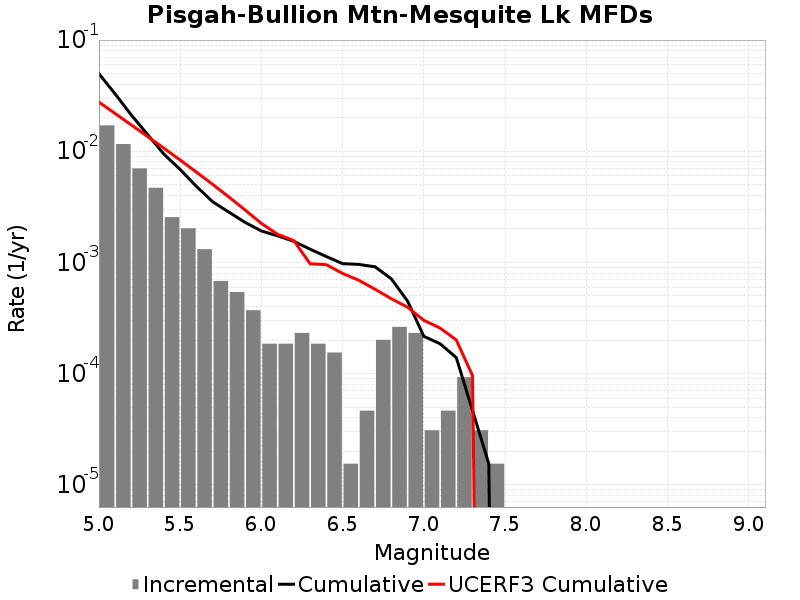 Pisgah-Bullion Mtn-Mesquite Lk MFDs
10-1
10-2
10-3
10-4
10-5
Rate (1/yr)
5.0 5.5 6.0 6.5 7.0 7.5 8.0 8.5 9.0
Magnitude
Incremental Cumulative UCERF3 Cumulative